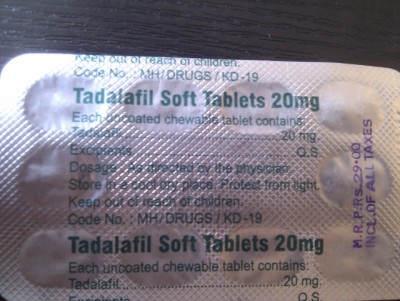 Keep out of reach of children.
Code No. : MH/DRUGS / KD-19
Tadalafil Soft Tablets 20mg
Each uncoated chewable tablet contains:
Tadalafil..........................20 mg.
Excipients.......................Q.S.
Dosage : As directed by the physician.
Store in a cool dry place. Protect from light.
Keep out of reach of children.
Code No. : MH/DRUGS / KD-19
Tadalafil Soft Tablets 20mg
Each uncoated chewable tablet contains:
Tadalafil..........................20 mg.
Excipients.......................Q.S.
M.R.P.Rs.29.00
INCL.OF ALL TAXES